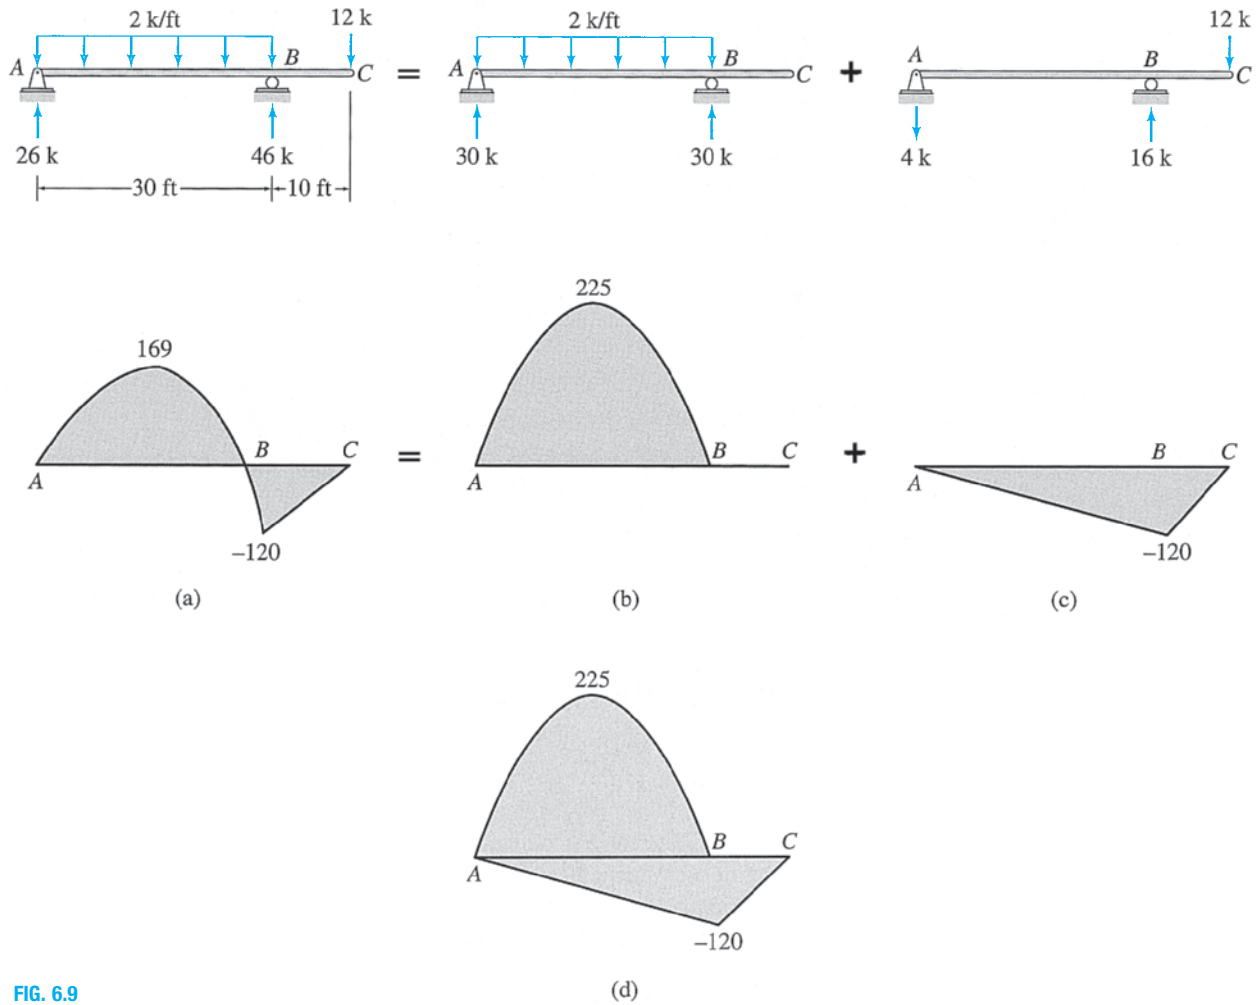 2 k/ft 12 k 2 k/ft 12 k
A B C = A B C + A B C
26 k 46 k 30 k 30 k 4 k 16 k
30 ft 10 ft
225
169
A B C = A B C + A B C
–120 –120
(a) (b) (c)
225
A B C
–120
FIG. 6.9 (d)